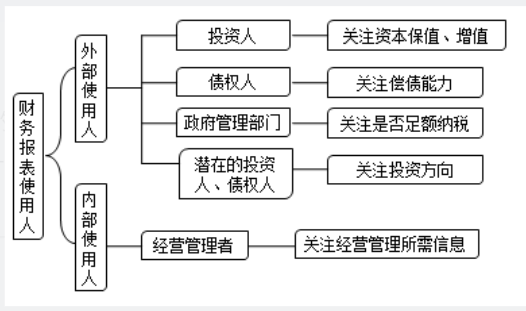 财务报表使用人
外部使用人
投资人
关注资本保值、增值
债权人
关注偿债能力
政府管理部门
关注是否足额纳税
潜在的投资
人、债权人
关注投资方向
内部使用人
经营管理者
关注经营管理所需信息